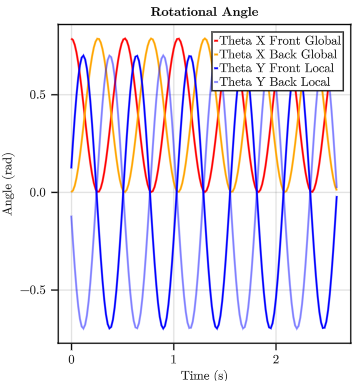 Rotational Angle
Theta X Front Global
Theta X Back Global
Theta Y Front Local
Theta Y Back Local
Angle (rad)
0.5
0.0
−0.5
0
1
2
Time (s)